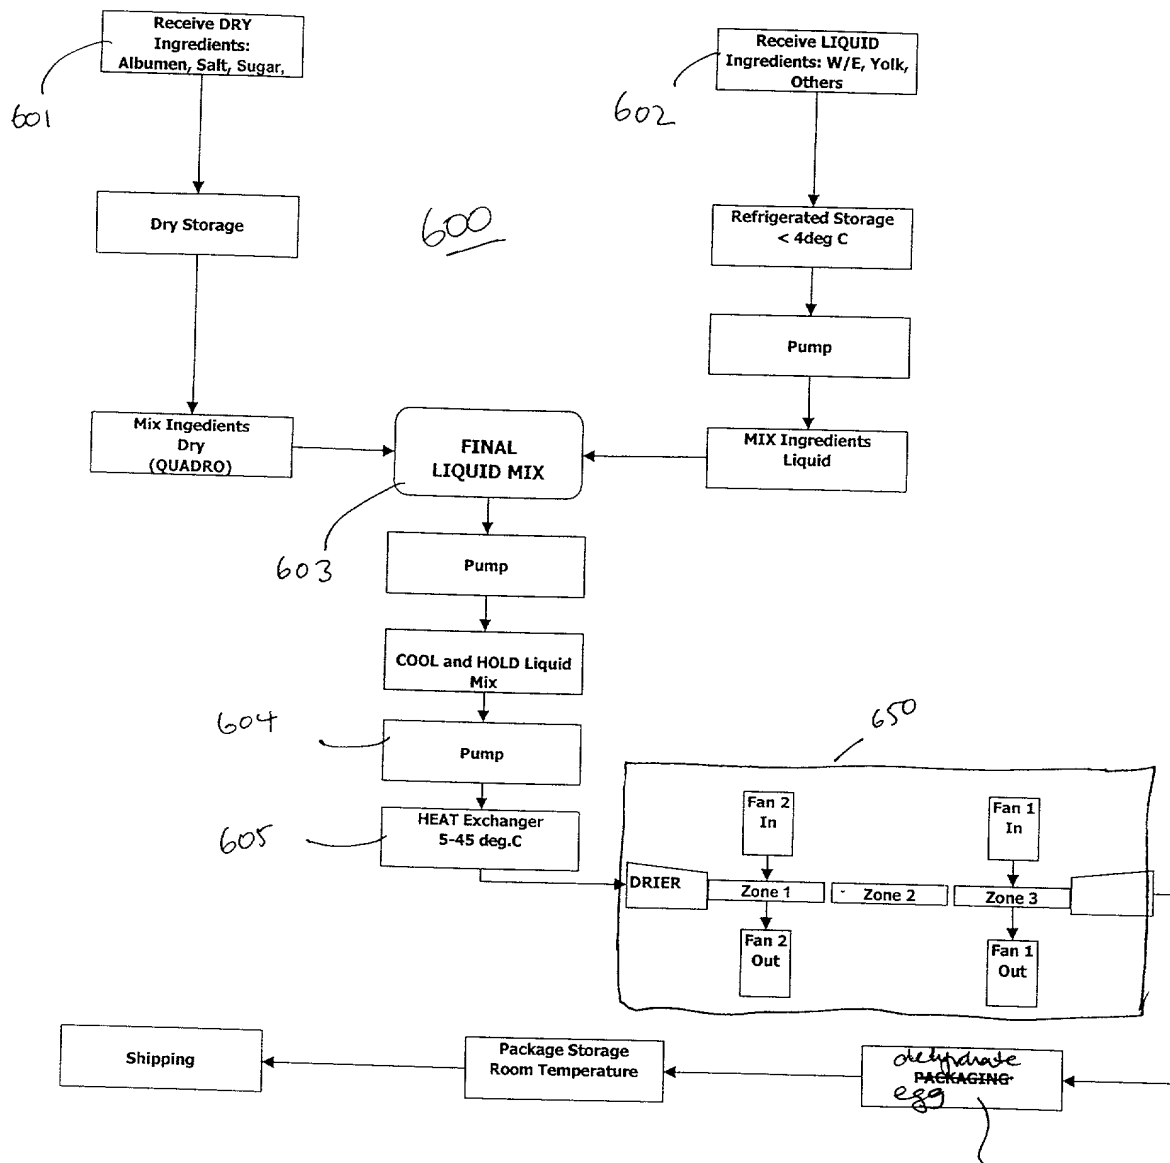 Receive DRY
Ingredients:
Albumen, Salt, Sugar,
601
Receive LIQUID
Ingredients: W/E, Yolk,
Others
602
Dry Storage
600
Refrigerated Storage
< 4deg C
Pump
Mix Ingedients
Dry
(QUADRO)
FINAL
LIQUID MIX
MIX Ingredients
Liquid
603
Pump
COOL and HOLD Liquid
Mix
604
Pump
650
605
HEAT Exchanger
5-45 deg.C
Fan 2
In
Fan 1
In
DRIER
Zone 1
Zone 2
Zone 3
Fan 2
Out
Fan 1
Out
Shipping
Package Storage
Room Temperature
dehydrate
PACKAGING
egg